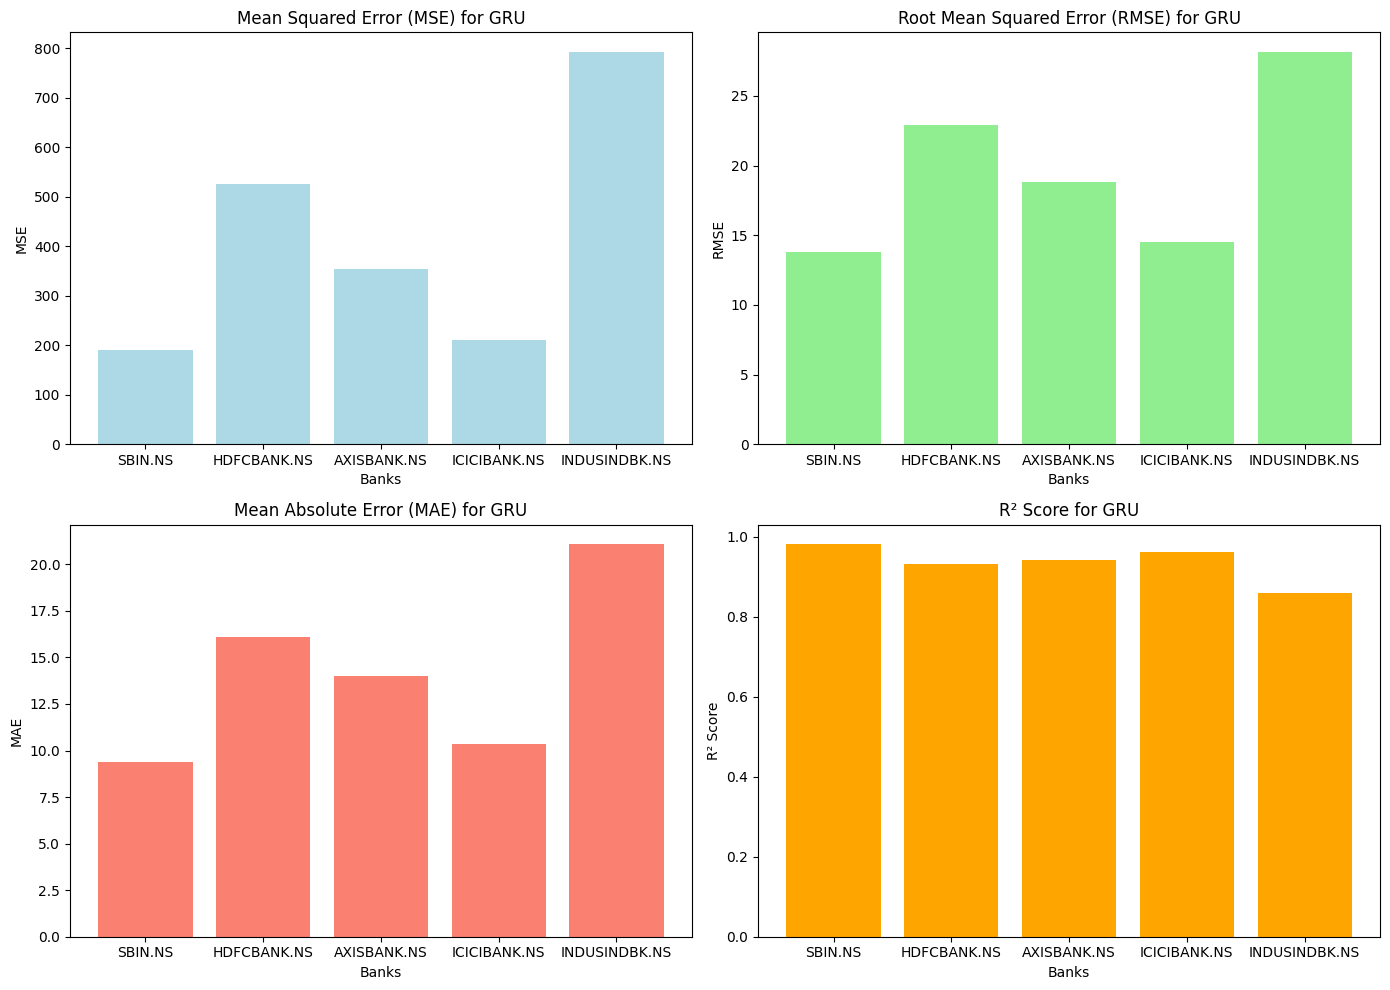 Mean Squared Error (MSE) for GRU
800
700
600
500
400
300
200
100
0
MSE
SBIN.NS HDFCBANK.NS AXISBANK.NS ICICIBANK.NS INDUSINDBK.NS
Banks
Root Mean Squared Error (RMSE) for GRU
25
20
15
10
5
0
RMSE
SBIN.NS HDFCBANK.NS AXISBANK.NS ICICIBANK.NS INDUSINDBK.NS
Banks
Mean Absolute Error (MAE) for GRU
20.0
17.5
15.0
12.5
10.0
7.5
5.0
2.5
0.0
MAE
SBIN.NS HDFCBANK.NS AXISBANK.NS ICICIBANK.NS INDUSINDBK.NS
Banks
R² Score for GRU
1.0
0.8
0.6
0.4
0.2
0.0
R² Score
SBIN.NS HDFCBANK.NS AXISBANK.NS ICICIBANK.NS INDUSINDBK.NS
Banks